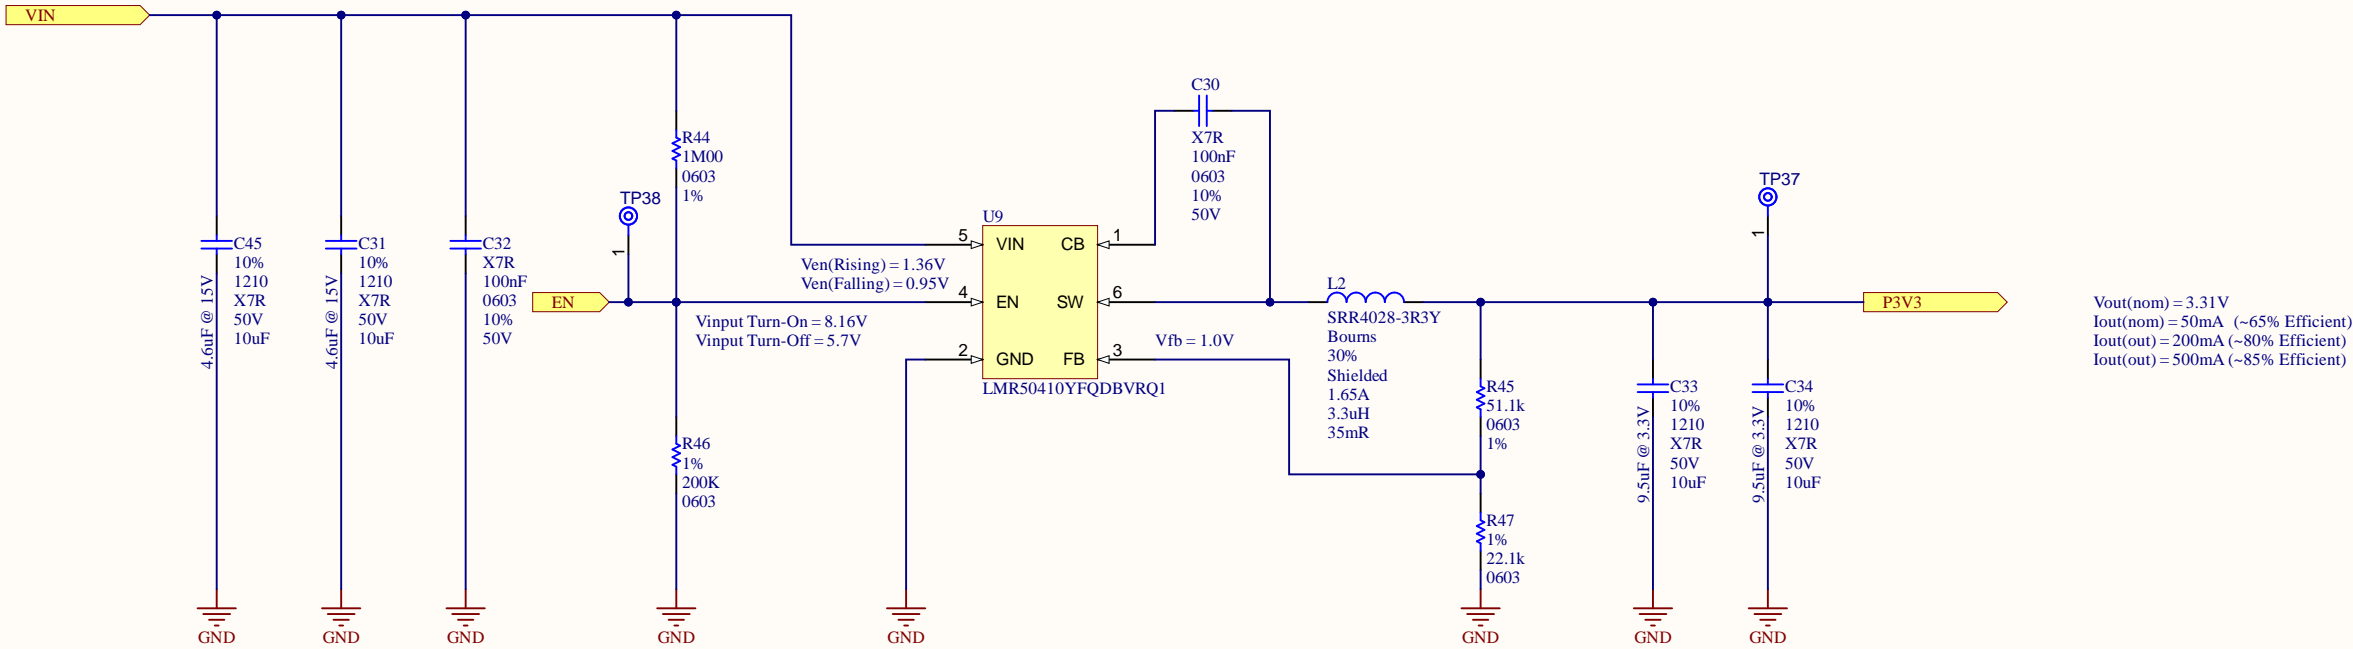 VIN
C45
10%
1210
X7R
50V
10uF
4.6uF @ 15V
C31
10%
1210
X7R
50V
10uF
4.6uF @ 15V
C32
X7R
100nF
0603
10%
50V
R44
1M00
0603
1%
TP38
1
EN
R46
1%
200K
0603
Ven(Rising) = 1.36V
Ven(Falling) = 0.95V
Vinput Turn-On = 8.16V
Vinput Turn-Off = 5.7V
U9
5
VIN
CB
1
4
EN
SW
6
2
GND
FB
3
LMR50410YFQDBVRQ1
C30
X7R
100nF
0603
10%
50V
Vfb = 1.0V
L2
SRR4028-3R3Y
Bourns
30%
Shielded
1.65A
3.3uH
35mR
R45
51.1k
0603
1%
R47
1%
22.1k
0603
C33
10%
1210
X7R
50V
10uF
9.5uF @ 3.3V
TP37
1
C34
10%
1210
X7R
50V
10uF
9.5uF @ 3.3V
P3V3
Vout(nom) = 3.31V
Iout(nom) = 50mA (~65% Efficient)
Iout(out) = 200mA (~80% Efficient)
Iout(out) = 500mA (~85% Efficient)
GND
GND
GND
GND
GND
GND
GND
GND